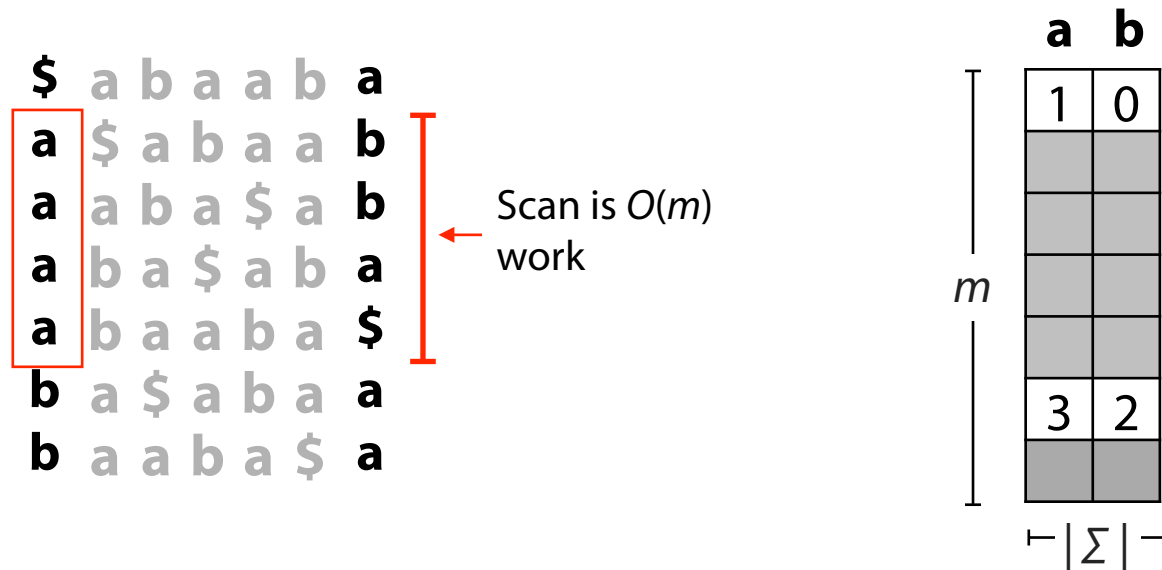 $ a b a a b a
a $ a b a a b
a a b a $ a b
a b a $ a b a
a b a a b a $
b a $ a b a a
b a a b a $ a
Scan is O(m)
work
a b
1 0
3 2
m
|Σ|